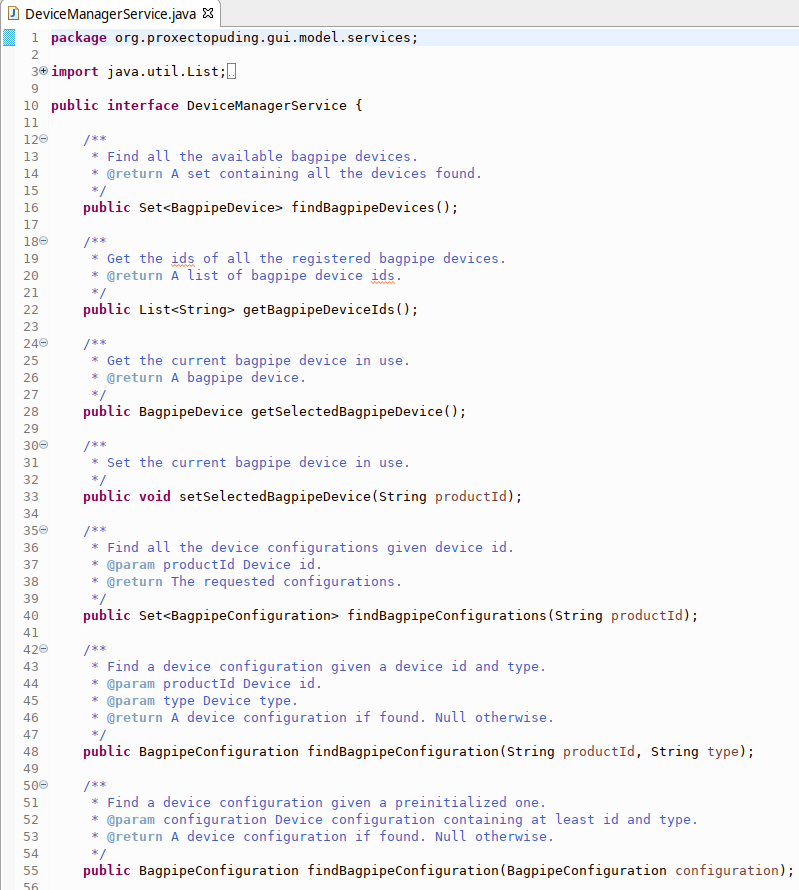 DeviceManagerService.java
1 package org.proxectopuding.gui.model.services;
2
3 import java.util.List;
9
10 public interface DeviceManagerService {
11
12 /**
13 * Find all the available bagpipe devices.
14 * @return A set containing all the devices found.
15 */
16 public Set<BagpipeDevice> findBagpipeDevices();
17
18 /**
19 * Get the ids of all the registered bagpipe devices.
20 * @return A list of bagpipe device ids.
21 */
22 public List<String> getBagpipeDeviceIds();
23
24 /**
25 * Get the current bagpipe device in use.
26 * @return A bagpipe device.
27 */
28 public BagpipeDevice getSelectedBagpipeDevice();
29
30 /**
31 * Set the current bagpipe device in use.
32 */
33 public void setSelectedBagpipeDevice(String productId);
34
35 /**
36 * Find all the device configurations given device id.
37 * @param productId Device id.
38 * @return The requested configurations.
39 */
40 public Set<BagpipeConfiguration> findBagpipeConfigurations(String productId);
41
42 /**
43 * Find a device configuration given a device id and type.
44 * @param productId Device id.
45 * @param type Device type.
46 * @return A device configuration if found. Null otherwise.
47 */
48 public BagpipeConfiguration findBagpipeConfiguration(String productId, String type);
49
50 /**
51 * Find a device configuration given a preinitialized one.
52 * @param configuration Device configuration containing at least id and type.
53 * @return A device configuration if found. Null otherwise.
54 */
55 public BagpipeConfiguration findBagpipeConfiguration(BagpipeConfiguration configuration);
56